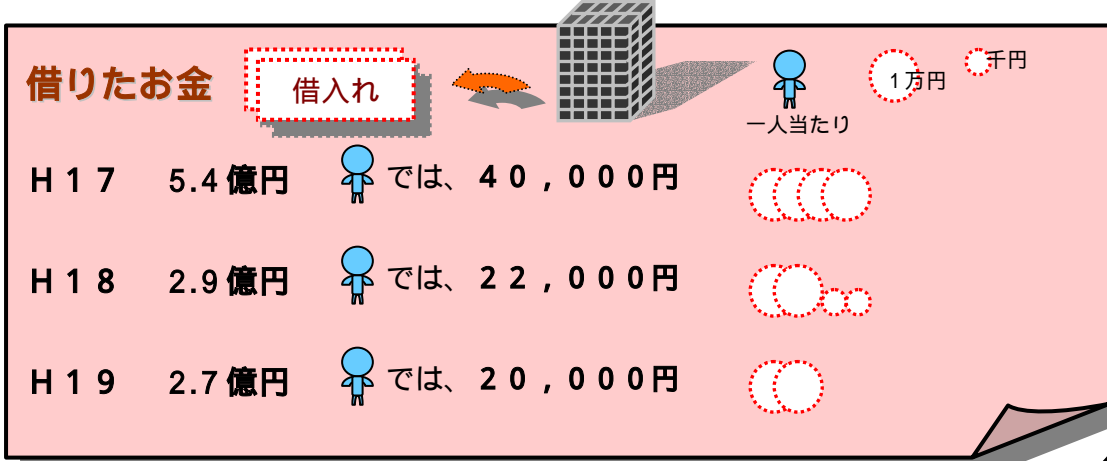 借りたお金
借入れ
一人当たり
1万円
千円
H17 5.4億円 では、40,000円
H18 2.9億円 では、22,000円
H19 2.7億円 では、20,000円